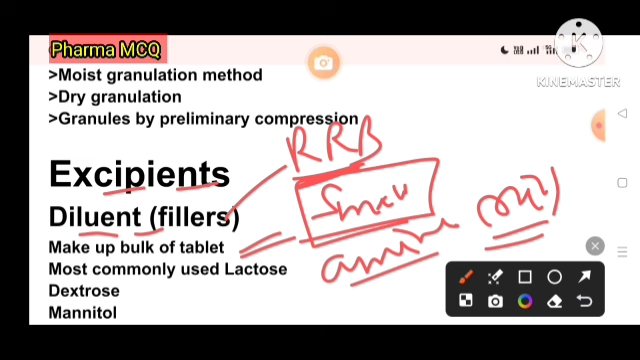 Pharma MCQ
KINEMASTER
>Moist granulation method
>Dry granulation
>Granules by preliminary compression
RRB
Excipients
Diluent (fillers)
Make up bulk of tablet
amine
Most commonly used Lactose
Dextrose
Mannitol